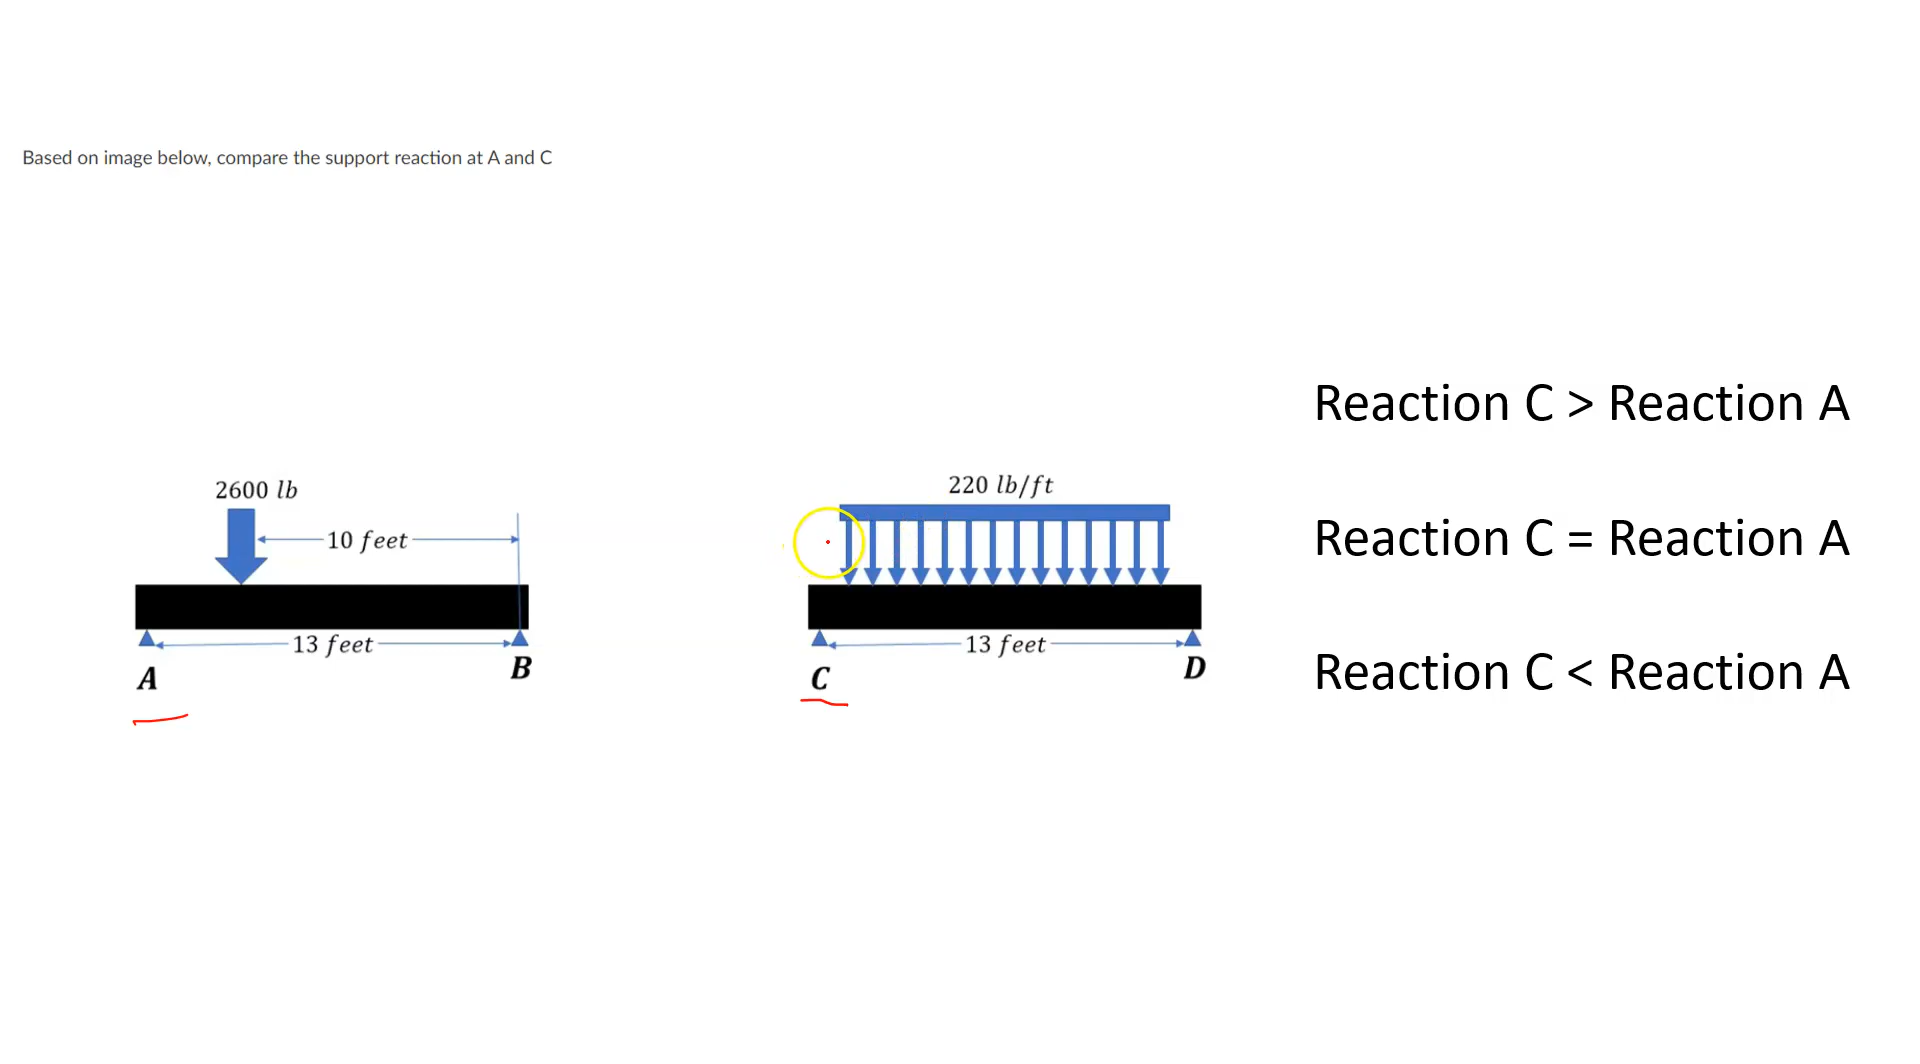 Based on image below, compare the support reaction at A and C
2600 lb
10 feet
13 feet
A
B
220 lb/ft
13 feet
C
D
Reaction C > Reaction A
Reaction C = Reaction A
Reaction C < Reaction A